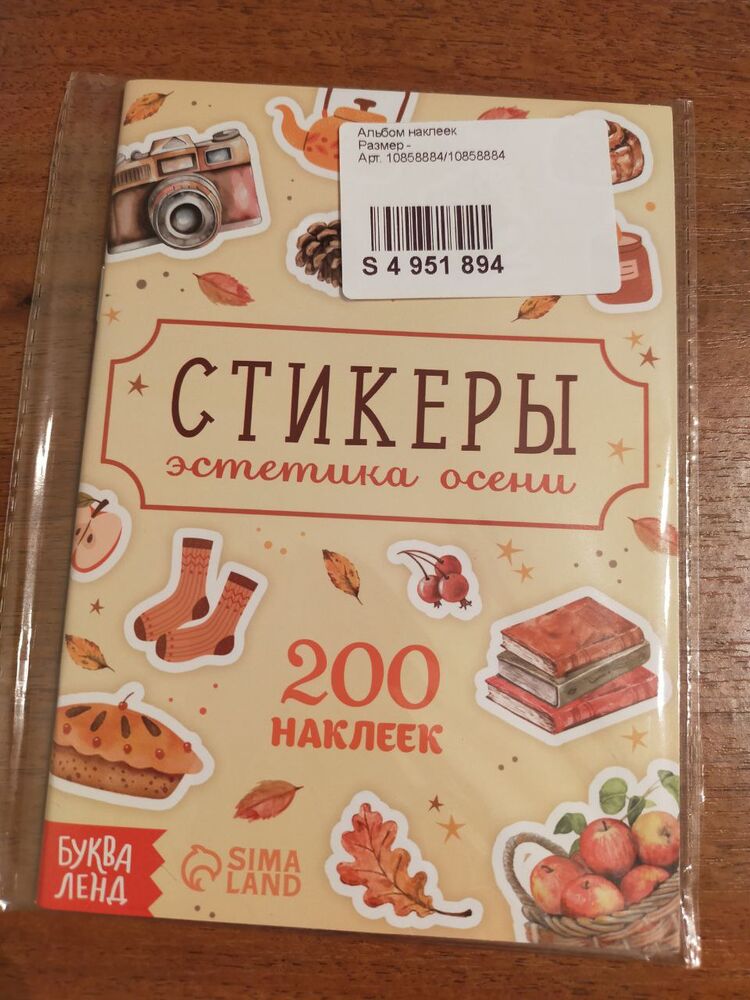 Альбом наклеек
Размер -
Арт. 10858884/10858884
S 4 951 894
СТИКЕРЫ
эстетика осени
200
НАКЛЕЕК
БУКВА
ЛЕНД
SIMA
LAND